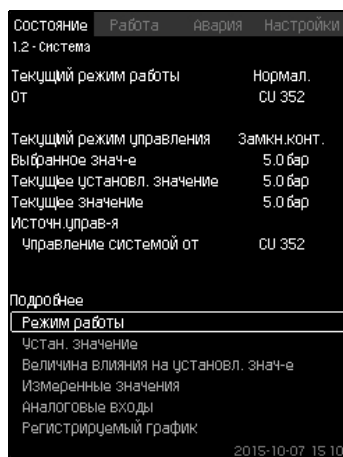 Состояние Работа Авария Настройки
1.2 - Система
Текущий режим работы Нормал.
От CU 352
Текущий режим управления Замкн.конт.
Выбранное знач-е 5.0 бар
Текущее установл. значение 5.0 бар
Текущее значение 5.0 бар
Источн.управ-я
Управление системой от CU 352
Подробнее
Режим работы
Устан. значение
Величина влияния на установл. знач-е
Измеренные значения
Аналоговые входы
Регистрируемый график
2015-10-07 15:10